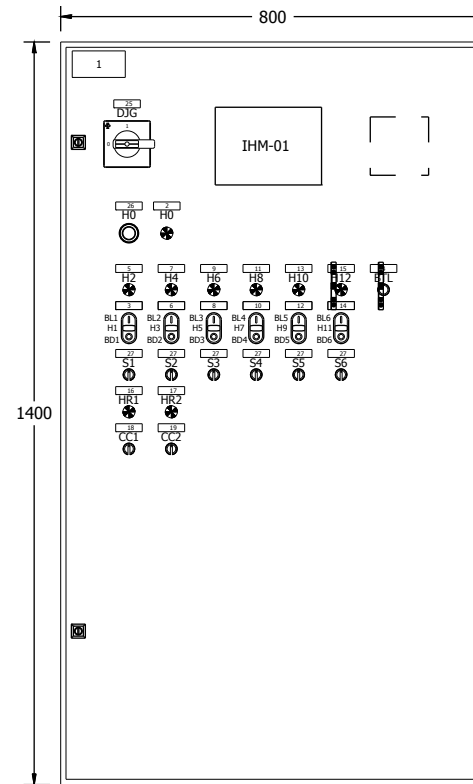 800
1
25
DJG
1
0
IHM-01
26 2
H0 H0
5 7 9 11 13 15
H2 H4 H6 H8 H10 H12 BTL
3 6 8 10 12 14
BL1 BL2 BL3 BL4 BL5 BL6
H1 H3 H5 H7 H9 H11
BD1 BD2 BD3 BD4 BD5 BD6
27 27 27 27 27 27
S1 S2 S3 S4 S5 S6
16 17
HR1 HR2
1400
18 19
CC1 CC2